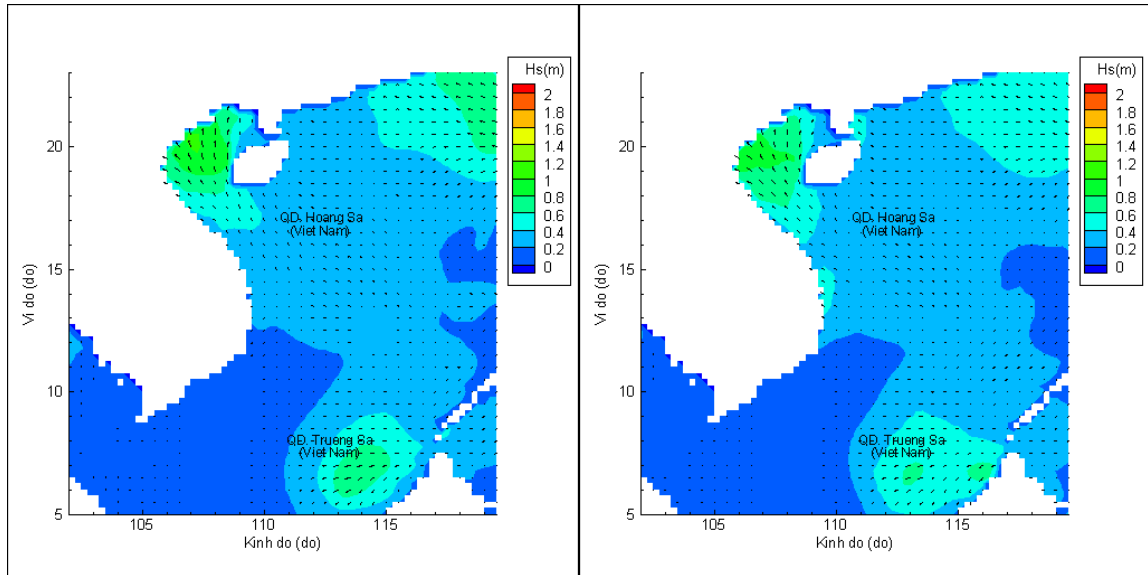 Hs(m)
2
1.8
1.6
1.4
1.2
1
0.8
0.6
0.4
0.2
0
20
15
10
5
Vi do (do)
QD. Hoang Sa
(Viet Nam)
QĐ. Truong Sa
(Viet Nam)
105
110
115
Kinh do (do)
Hs(m)
2
1.8
1.6
1.4
1.2
1
0.8
0.6
0.4
0.2
0
20
15
10
5
Vi do (do)
QD. Hoang Sa
(Viet Nam)
QĐ. Truong Sa
(Viet Nam)
105
110
115
Kinh do (do)